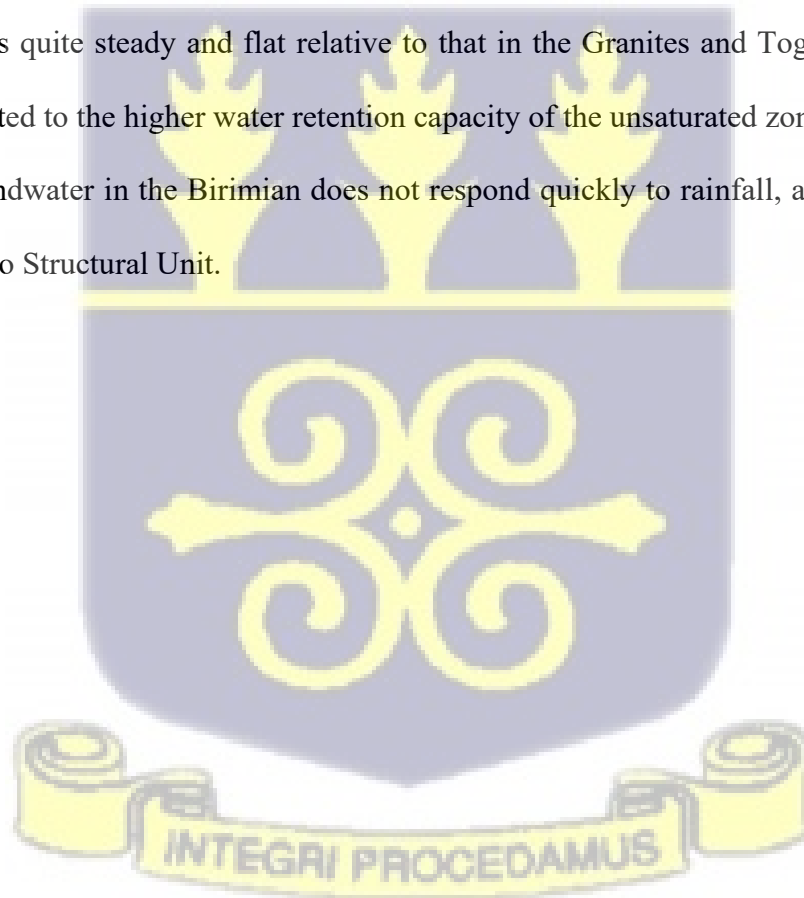 s quite steady and flat relative to that in the Granites and Tog
ted to the higher water retention capacity of the unsaturated zon
ndwater in the Birimian does not respond quickly to rainfall, a
o Structural Unit.
INTEGRI PROCEDAMUS